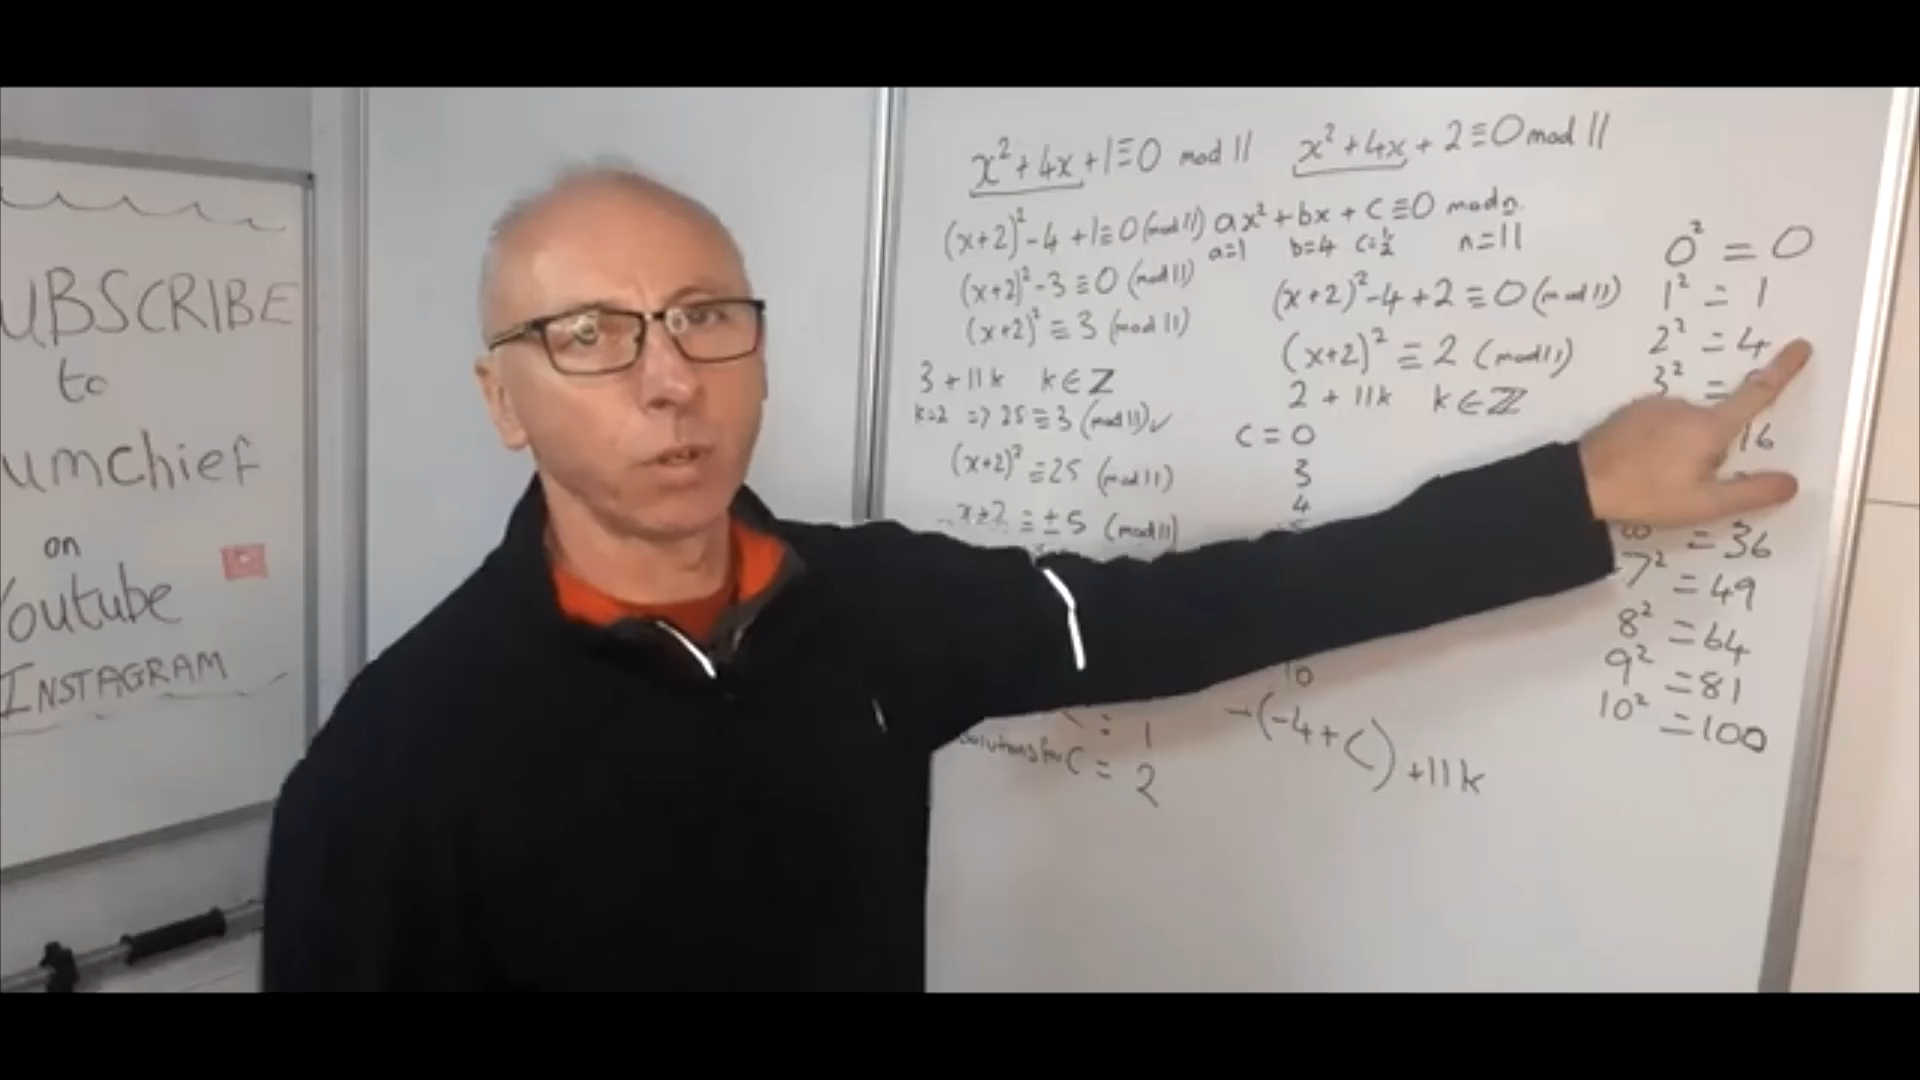 UBSCRIBE
to
umchief
on
Youtube
INSTAGRAM
x² + 4x + 1 ≡ 0 mod 11
(x+2)² - 4 + 1 ≡ 0 (mod 11)
(x+2)² - 3 ≡ 0 (mod 11)
(x+2)² ≡ 3 (mod 11)
3 + 11k k ∈ Z
k=2 => 25 ≡ 3 (mod 11) ✓
(x+2)² ≡ 25 (mod 11)
x+2 ≡ ±5 (mod 11)
= 1
Solutions for C = 2
x² + 4x + 2 ≡ 0 mod 11
ax² + bx + c ≡ 0 mod n.
a=1 b=4 n=11
(x+2)² - 4 + 2 ≡ 0 (mod 11)
(x+2)² ≡ 2 (mod 11)
2 + 11k k ∈ ℤ
C = 0
3
4
10
-(-4+C) + 11k
0² = 0
1² = 1
2² = 4
3² =
16
= 36
7² = 49
8² = 64
9² = 81
10² = 100